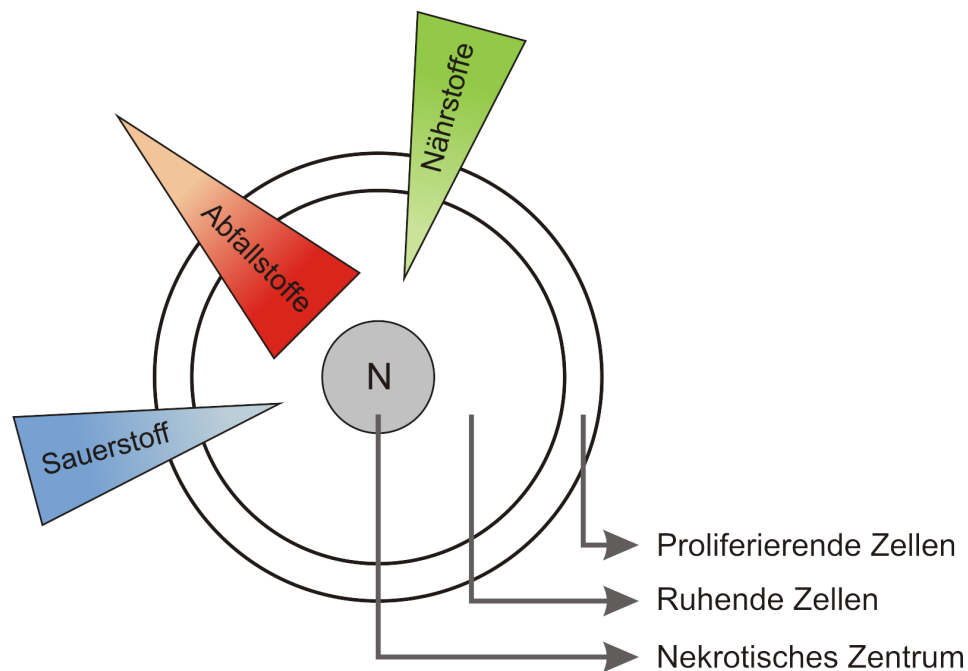 Nährstoffe
Abfallstoffe
Sauerstoff
N
Proliferierende Zellen
Ruhende Zellen
Nekrotisches Zentrum